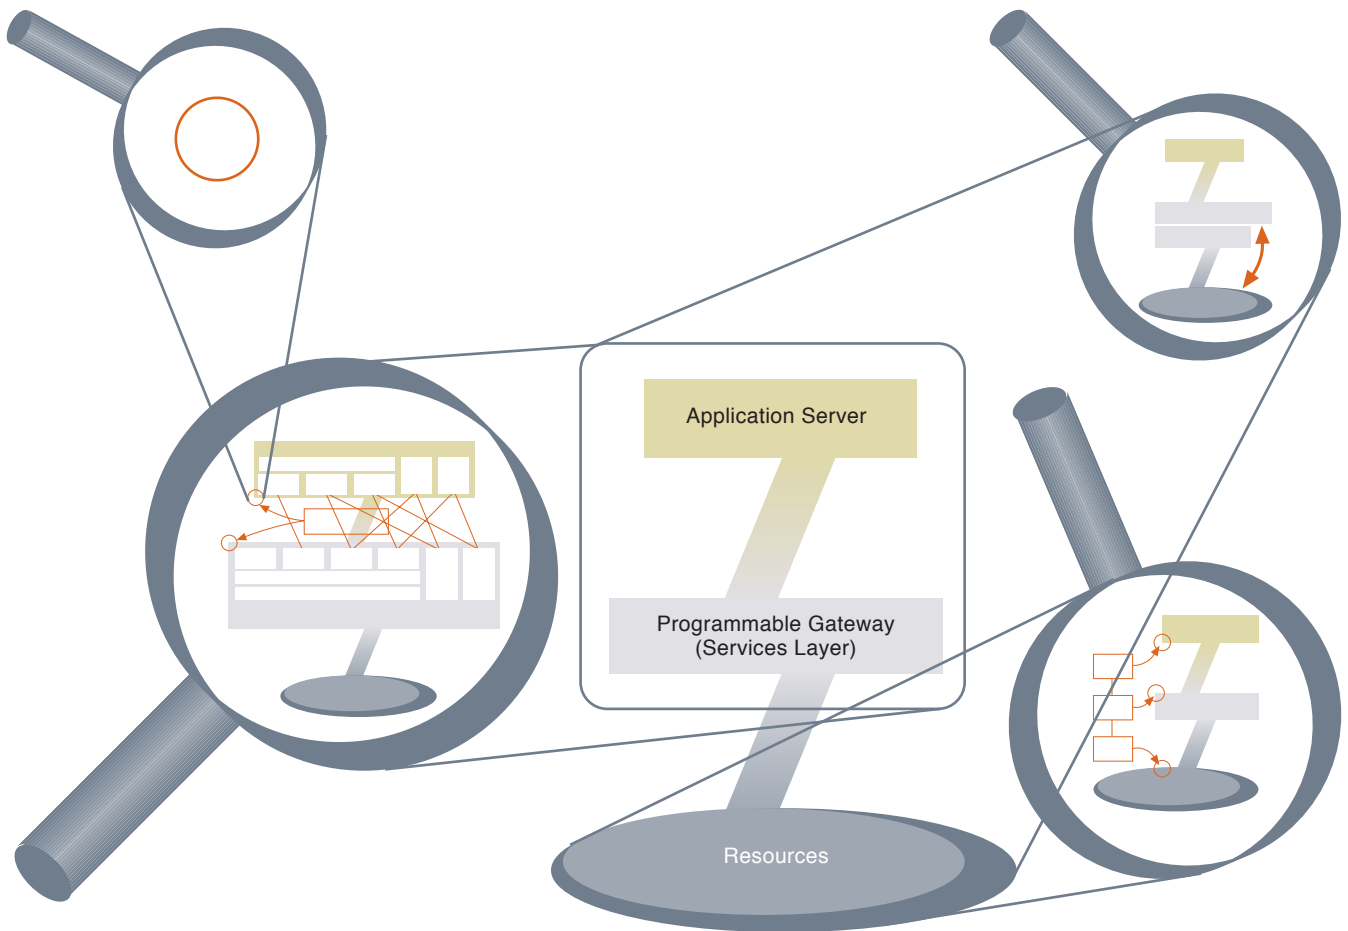 Application Server
Programmable Gateway
(Services Layer)
Resources